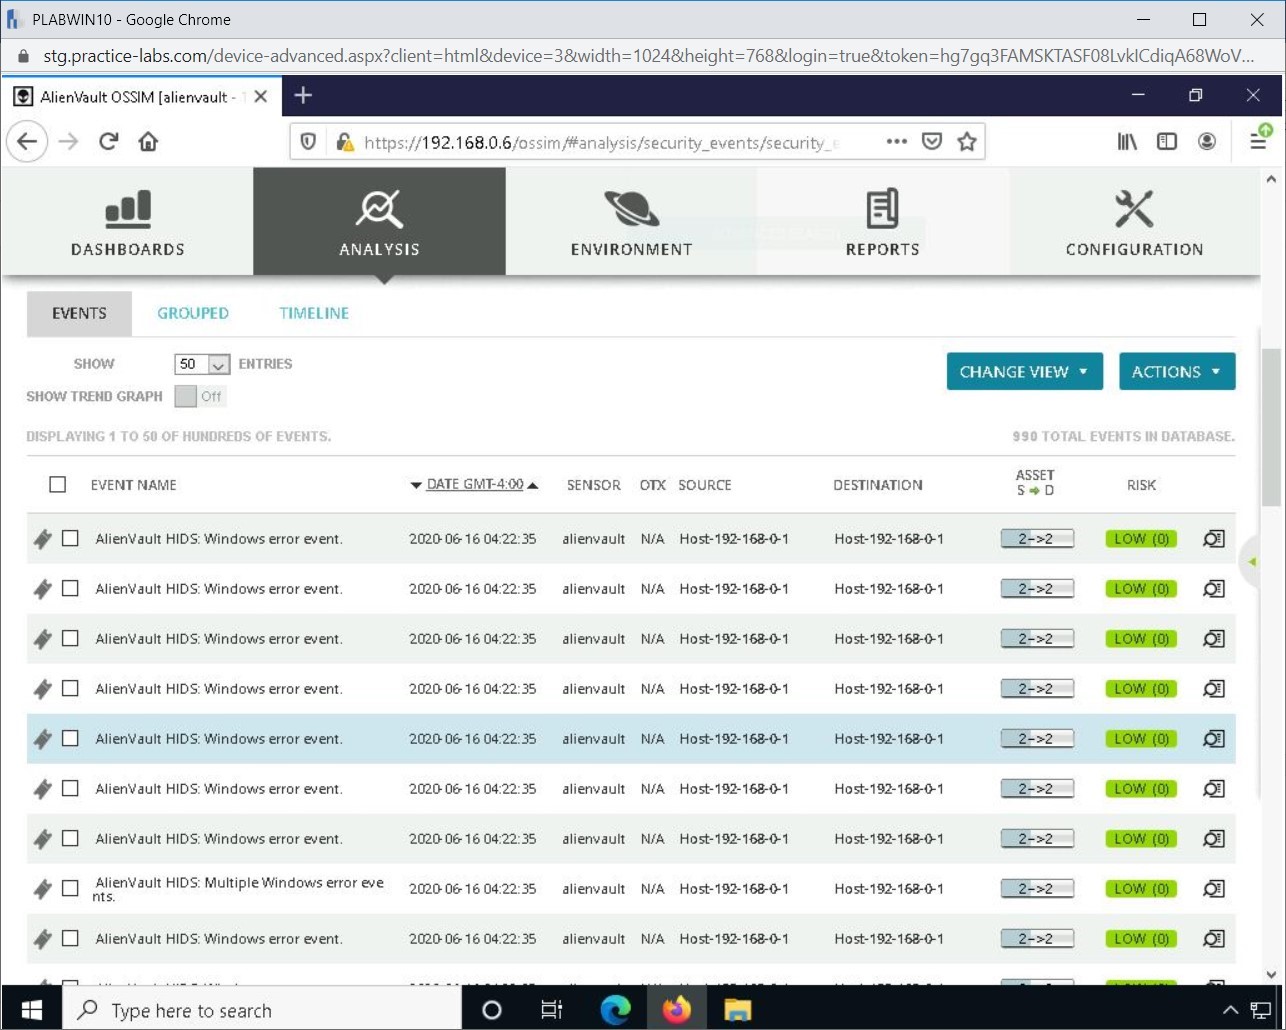 PLABWIN10 - Google Chrome
stg.practice-labs.com/device-advanced.aspx?client=html&device=3&width=1024&height=768&login=true&token=hg7gq3FAMSKTASF08LvkICdiqA68WoV...
AlienVault OSSIM [alienvault -
https://192.168.0.6/ossim/#analysis/security_events/security_e
DASHBOARDS ANALYSIS ENVIRONMENT REPORTS CONFIGURATION
EVENTS GROUPED TIMELINE
SHOW 50 ENTRIES
CHANGE VIEW ACTIONS
SHOW TREND GRAPH Off
DISPLAYING 1 TO 50 OF HUNDREDS OF EVENTS. 990 TOTAL EVENTS IN DATABASE.
EVENT NAME DATE GMT-4:00 SENSOR OTX SOURCE DESTINATION ASSET S D RISK
AlienVault HIDS: Windows error event. 2020-06-16 04:22:35 alienvault N/A Host-192-168-0-1 Host-192-168-0-1 2->2 LOW (0)
AlienVault HIDS: Windows error event. 2020-06-16 04:22:35 alienvault N/A Host-192-168-0-1 Host-192-168-0-1 2->2 LOW (0)
AlienVault HIDS: Windows error event. 2020-06-16 04:22:35 alienvault N/A Host-192-168-0-1 Host-192-168-0-1 2->2 LOW (0)
AlienVault HIDS: Windows error event. 2020-06-16 04:22:35 alienvault N/A Host-192-168-0-1 Host-192-168-0-1 2->2 LOW (0)
AlienVault HIDS: Windows error event. 2020-06-16 04:22:35 alienvault N/A Host-192-168-0-1 Host-192-168-0-1 2->2 LOW (0)
AlienVault HIDS: Windows error event. 2020-06-16 04:22:35 alienvault N/A Host-192-168-0-1 Host-192-168-0-1 2->2 LOW (0)
AlienVault HIDS: Windows error event. 2020-06-16 04:22:35 alienvault N/A Host-192-168-0-1 Host-192-168-0-1 2->2 LOW (0)
AlienVault HIDS: Multiple Windows error eve
nts. 2020-06-16 04:22:35 alienvault N/A Host-192-168-0-1 Host-192-168-0-1 2->2 LOW (0)
AlienVault HIDS: Windows error event. 2020-06-16 04:22:35 alienvault N/A Host-192-168-0-1 Host-192-168-0-1 2->2 LOW (0)
Type here to search